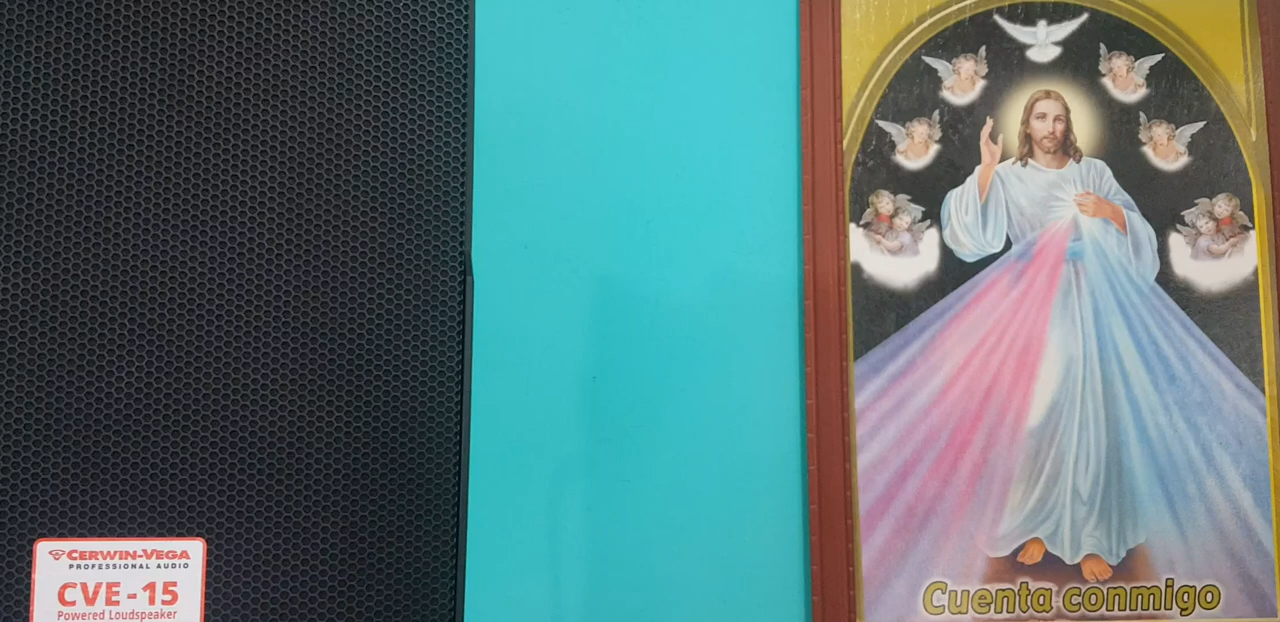 CERWIN-VEGA
PROFESSIONAL AUDIO
CVE-15
Powered Loudspeaker
Cuenta conmigo